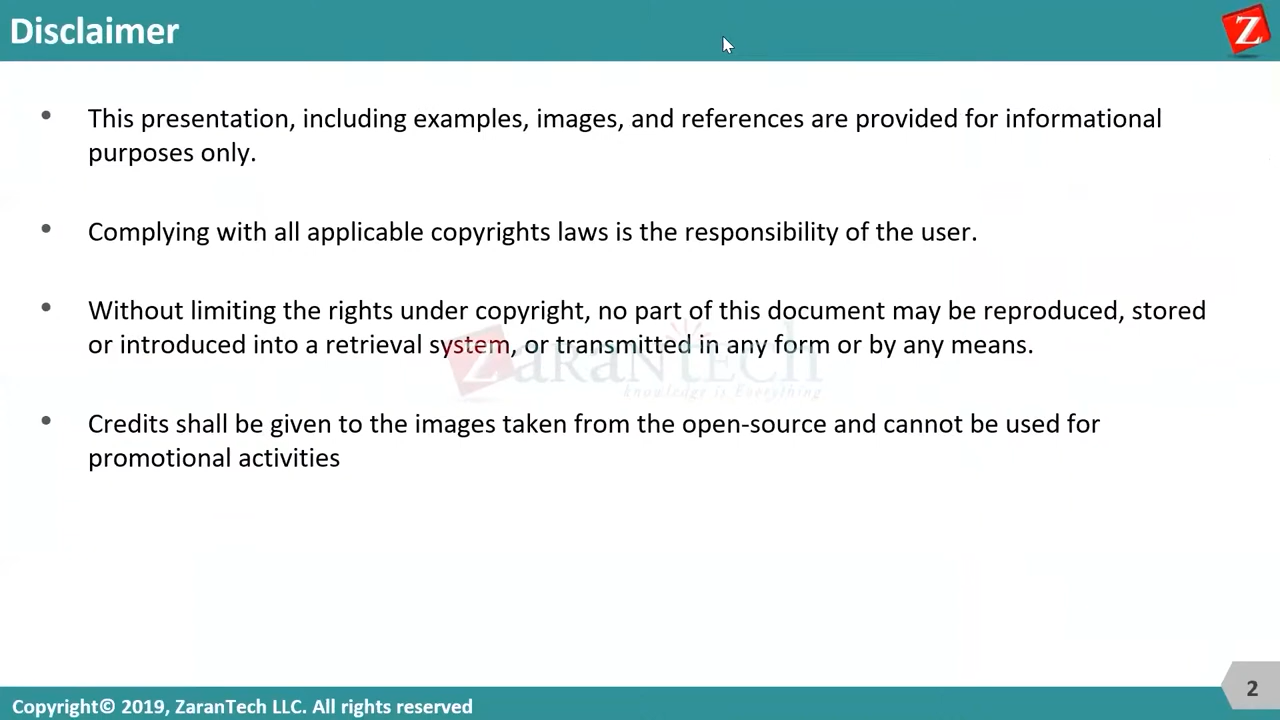 Disclaimer
Z
• This presentation, including examples, images, and references are provided for informational
purposes only.
• Complying with all applicable copyrights laws is the responsibility of the user.
• Without limiting the rights under copyright, no part of this document may be reproduced, stored
or introduced into a retrieval system, or transmitted in any form or by any means.
ZaranTech
knowledge is Everything
• Credits shall be given to the images taken from the open-source and cannot be used for
promotional activities
2
Copyright© 2019, ZaranTech LLC. All rights reserved